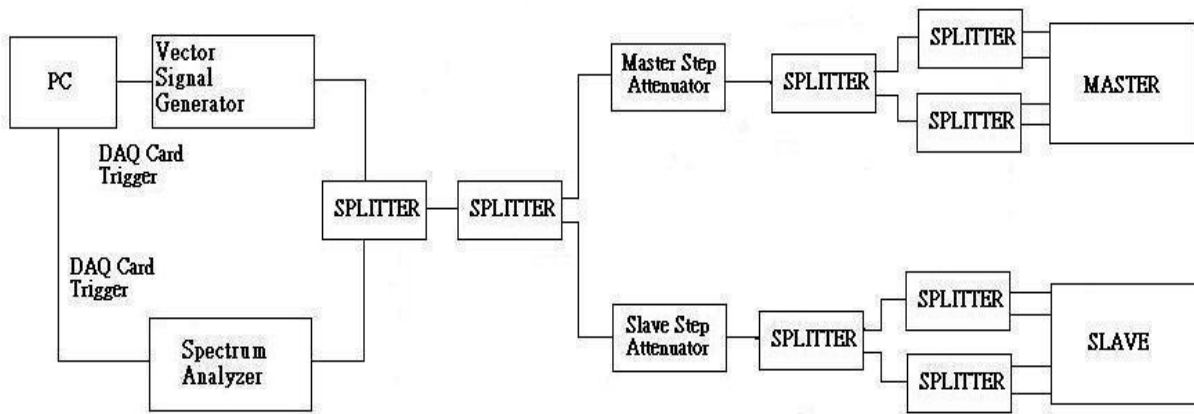 PC
Vector
Signal
Generator
DAQ Card
Trigger
DAQ Card
Trigger
Spectrum
Analyzer
SPLITTER
SPLITTER
Master Step
Attenuator
SPLITTER
SPLITTER
SPLITTER
MASTER
Slave Step
Attenuator
SPLITTER
SPLITTER
SPLITTER
SLAVE